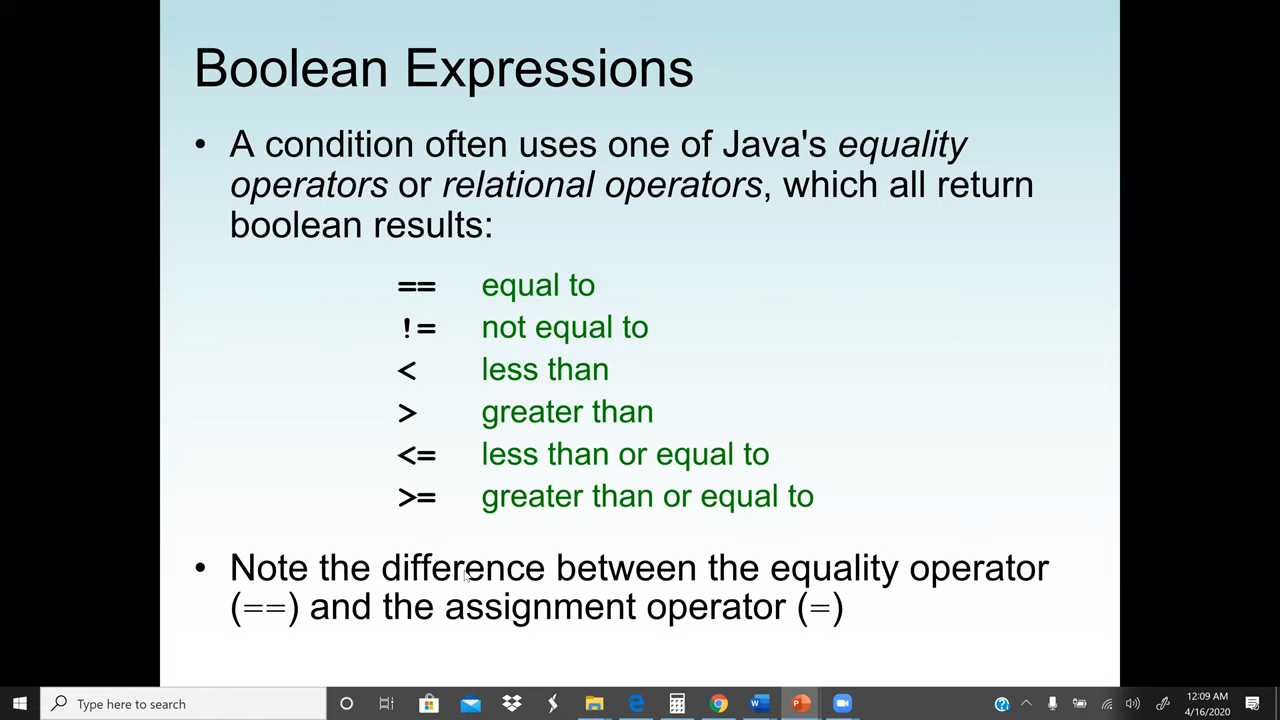 Boolean Expressions
• A condition often uses one of Java's equality
operators or relational operators, which all return
boolean results:
== equal to
!= not equal to
< less than
> greater than
<= less than or equal to
>= greater than or equal to
• Note the difference between the equality operator
(==) and the assignment operator (=)
Type here to search
12:09 AM
4/16/2020